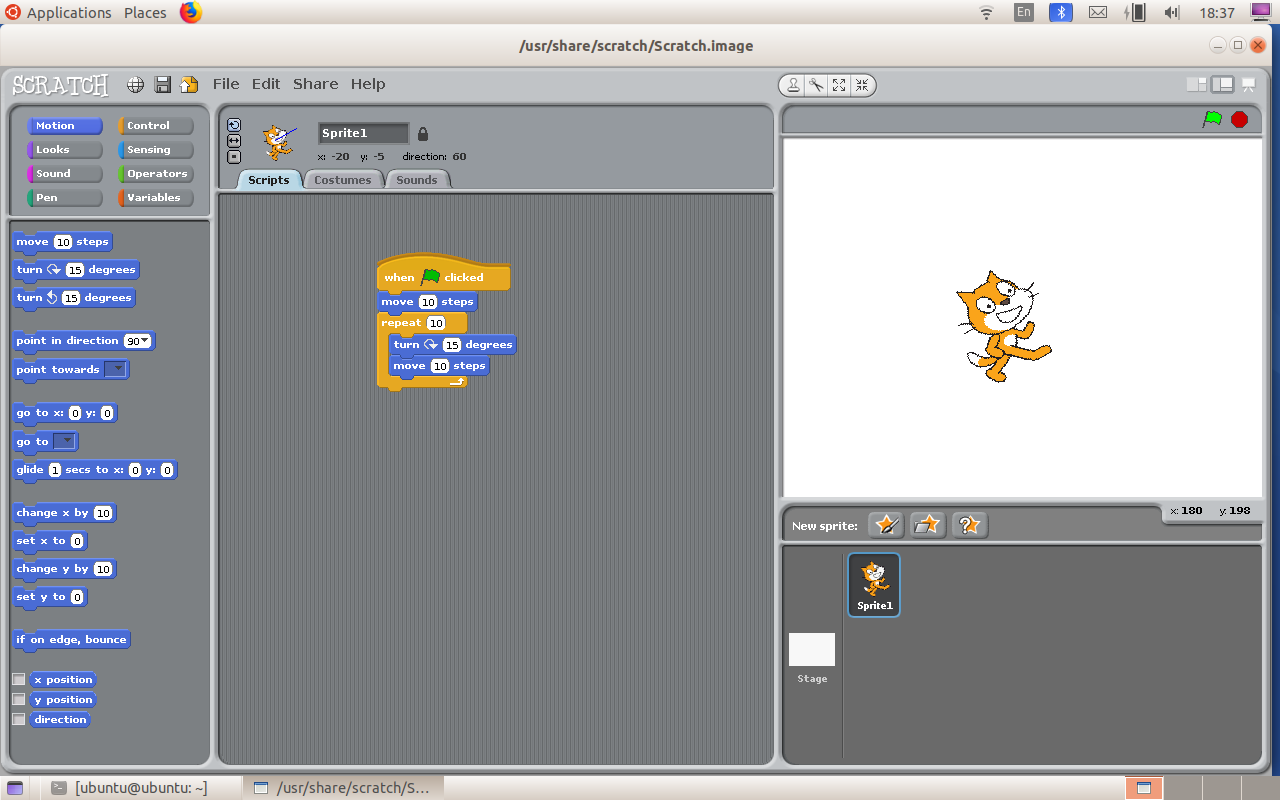 Applications Places En 18:37
/usr/share/scratch/Scratch.image
SCRATCH File Edit Share Help
Motion Control
Looks Sensing
Sound Operators
Pen Variables
Sprite1
x: -20 y: -5 direction: 60
Scripts Costumes Sounds
move 10 steps
turn 15 degrees
turn 15 degrees
point in direction 90
point towards
go to x: 0 y: 0
go to
glide 1 secs to x: 0 y: 0
change x by 10
set x to 0
change y by 10
set y to 0
if on edge, bounce
x position
y position
direction
when clicked
move 10 steps
repeat 10
turn 15 degrees
move 10 steps
x: 180 y: 198
New sprite:
Sprite1
Stage
[ubuntu@ubuntu: ~] /usr/share/scratch/S...